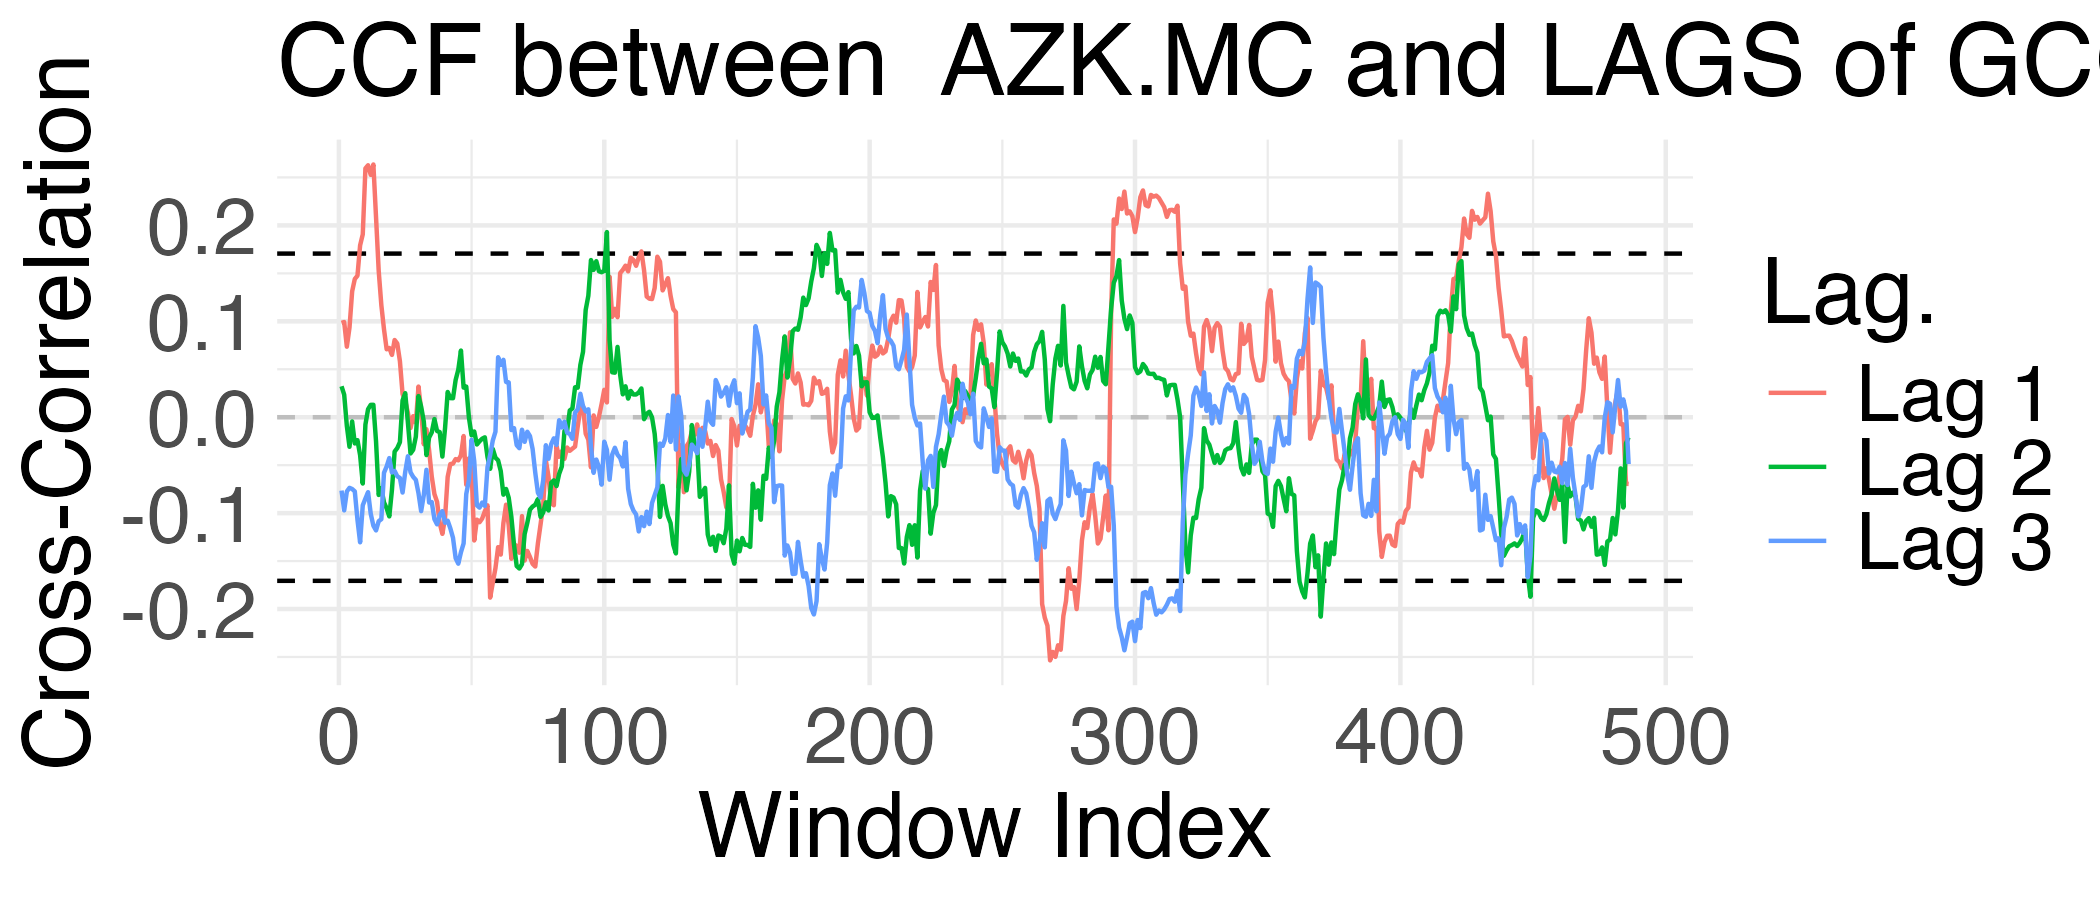 CCF between AZK.MC and LAGS of GC
Cross-Correlation
0.2
0.1
0.0
-0.1
-0.2
0 100 200 300 400 500
Window Index
Lag.
Lag 1
Lag 2
Lag 3